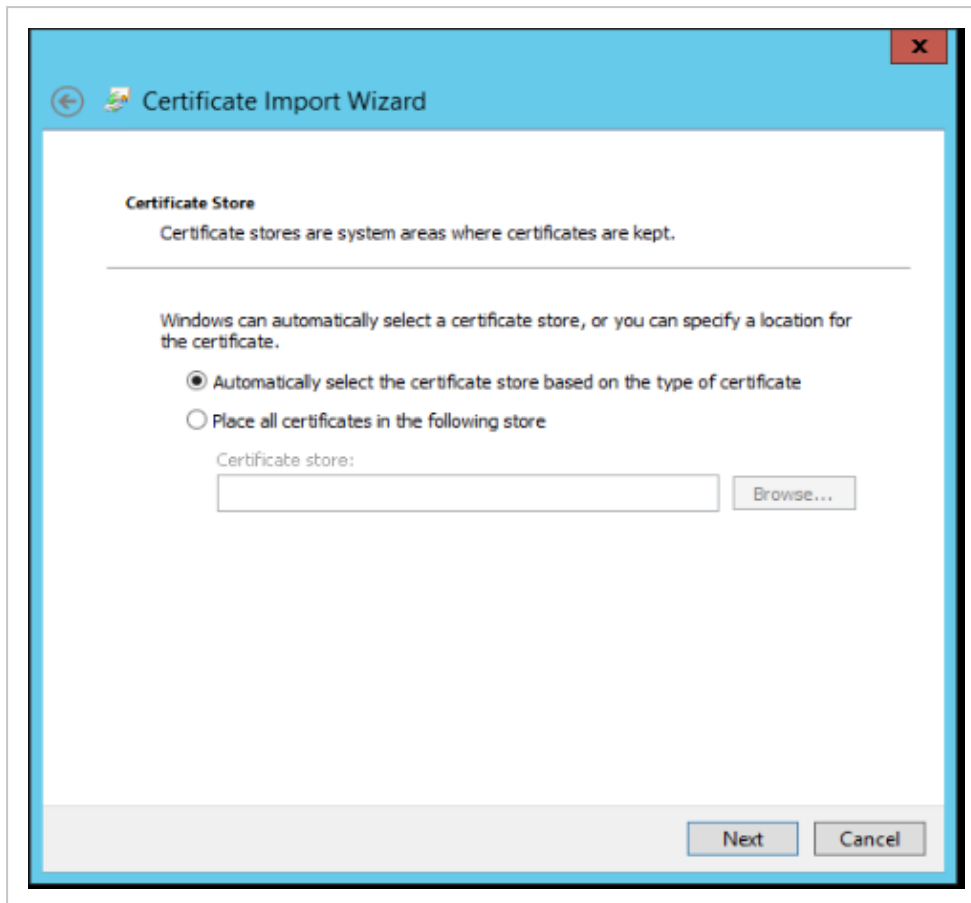 x
Certificate Import Wizard
Certificate Store
Certificate stores are system areas where certificates are kept.
Windows can automatically select a certificate store, or you can specify a location for
the certificate.
Automatically select the certificate store based on the type of certificate
Place all certificates in the following store
Certificate store:
Browse...
Next Cancel